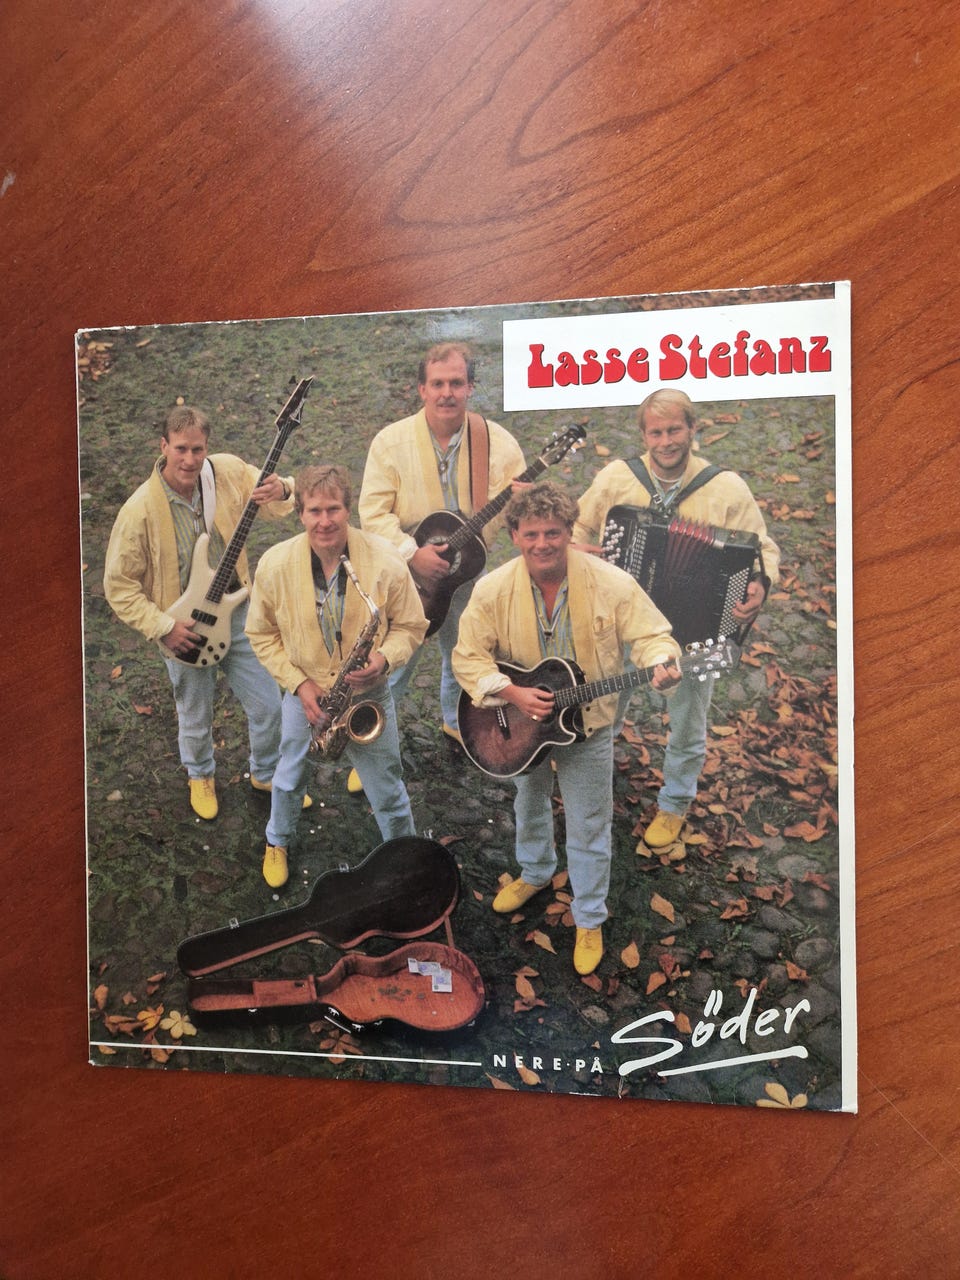 Lasse Stefanz
NERE·PÅ Söder